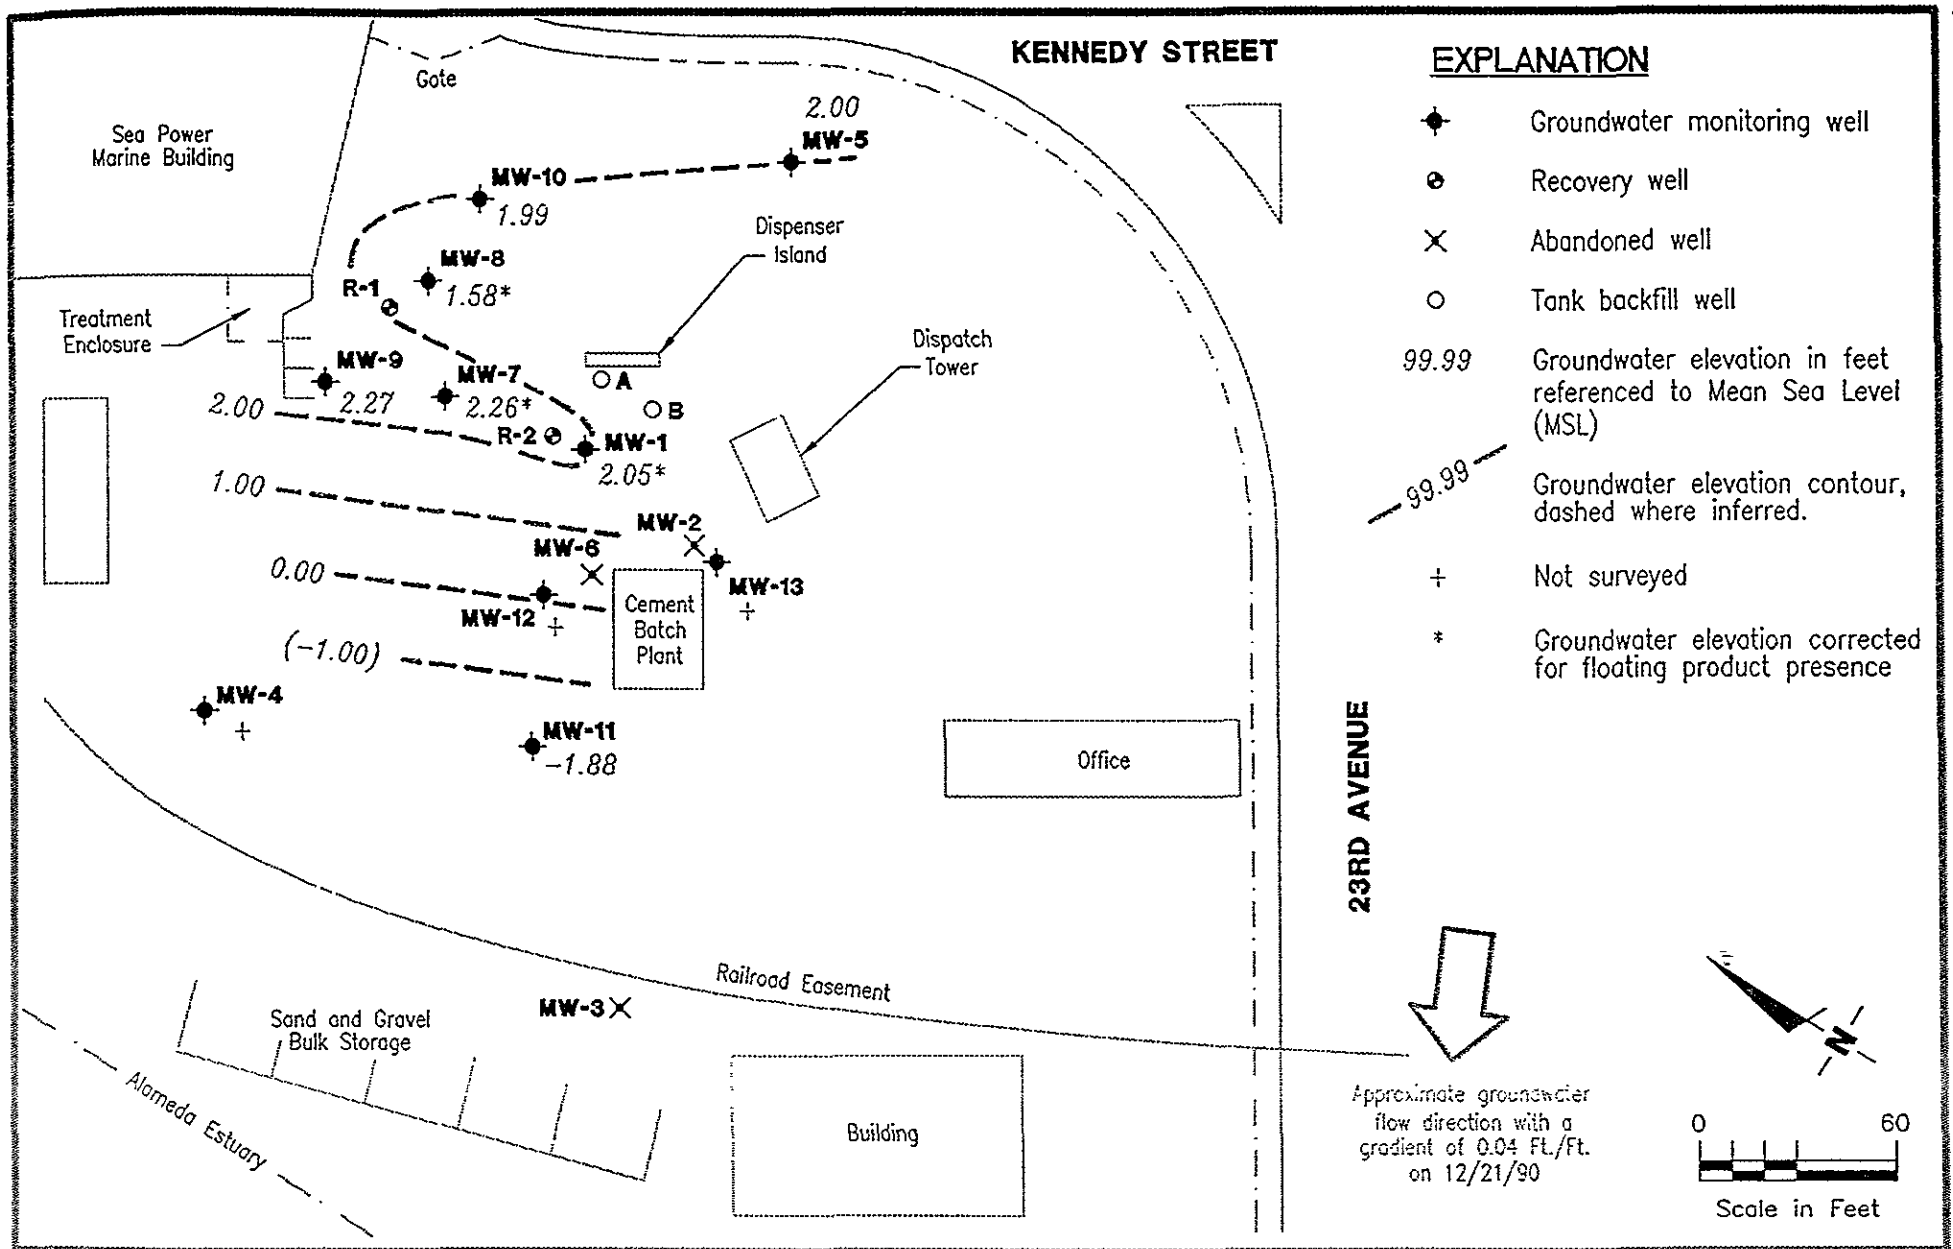 KENNEDY STREET
Gate
Sea Power
Marine Building
2.00
MW-5
MW-10
1.99
Dispenser
Island
MW-8
1.58*
R-1
Treatment
Enclosure
Dispatch
Tower
MW-9
2.27
MW-7
2.26*
A
B
2.00
R-2
MW-1
2.05*
1.00
MW-2
MW-6
0.00
MW-13
MW-12
Cement
Batch
Plant
(-1.00)
MW-4
MW-11
-1.88
Office
23RD AVENUE
Railroad Easement
MW-3
Sand and Gravel
Bulk Storage
Alameda Estuary
Building
EXPLANATION
Groundwater monitoring well
Recovery well
Abandoned well
Tank backfill well
99.99 Groundwater elevation in feet
referenced to Mean Sea Level
(MSL)
99.99 Groundwater elevation contour,
dashed where inferred.
+ Not surveyed
* Groundwater elevation corrected
for floating product presence
Approximate groundwater
flow direction with a
gradient of 0.04 Ft./Ft.
on 12/21/90
N
0 60
Scale in Feet